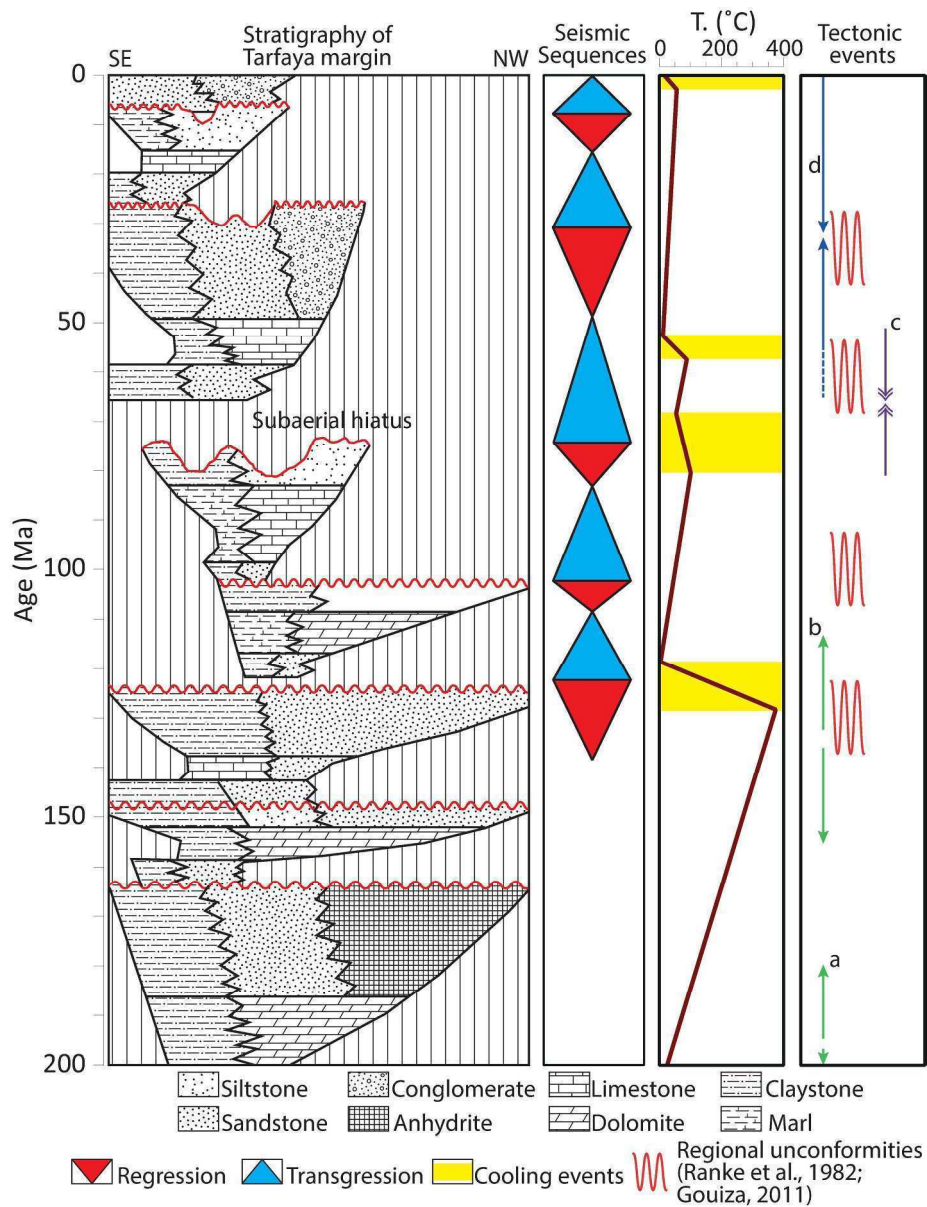 SE
Stratigraphy of
Tarfaya margin
NW
Seismic
Sequences
T. (˚C)
0 200 400
Tectonic
events
Age (Ma)
0
50
100
150
200
Subaerial hiatus
d
c
b
a
Siltstone
Conglomerate
Limestone
Claystone
Sandstone
Anhydrite
Dolomite
Marl
Regression
Transgression
Cooling events
Regional unconformities
(Ranke et al., 1982;
Gouiza, 2011)